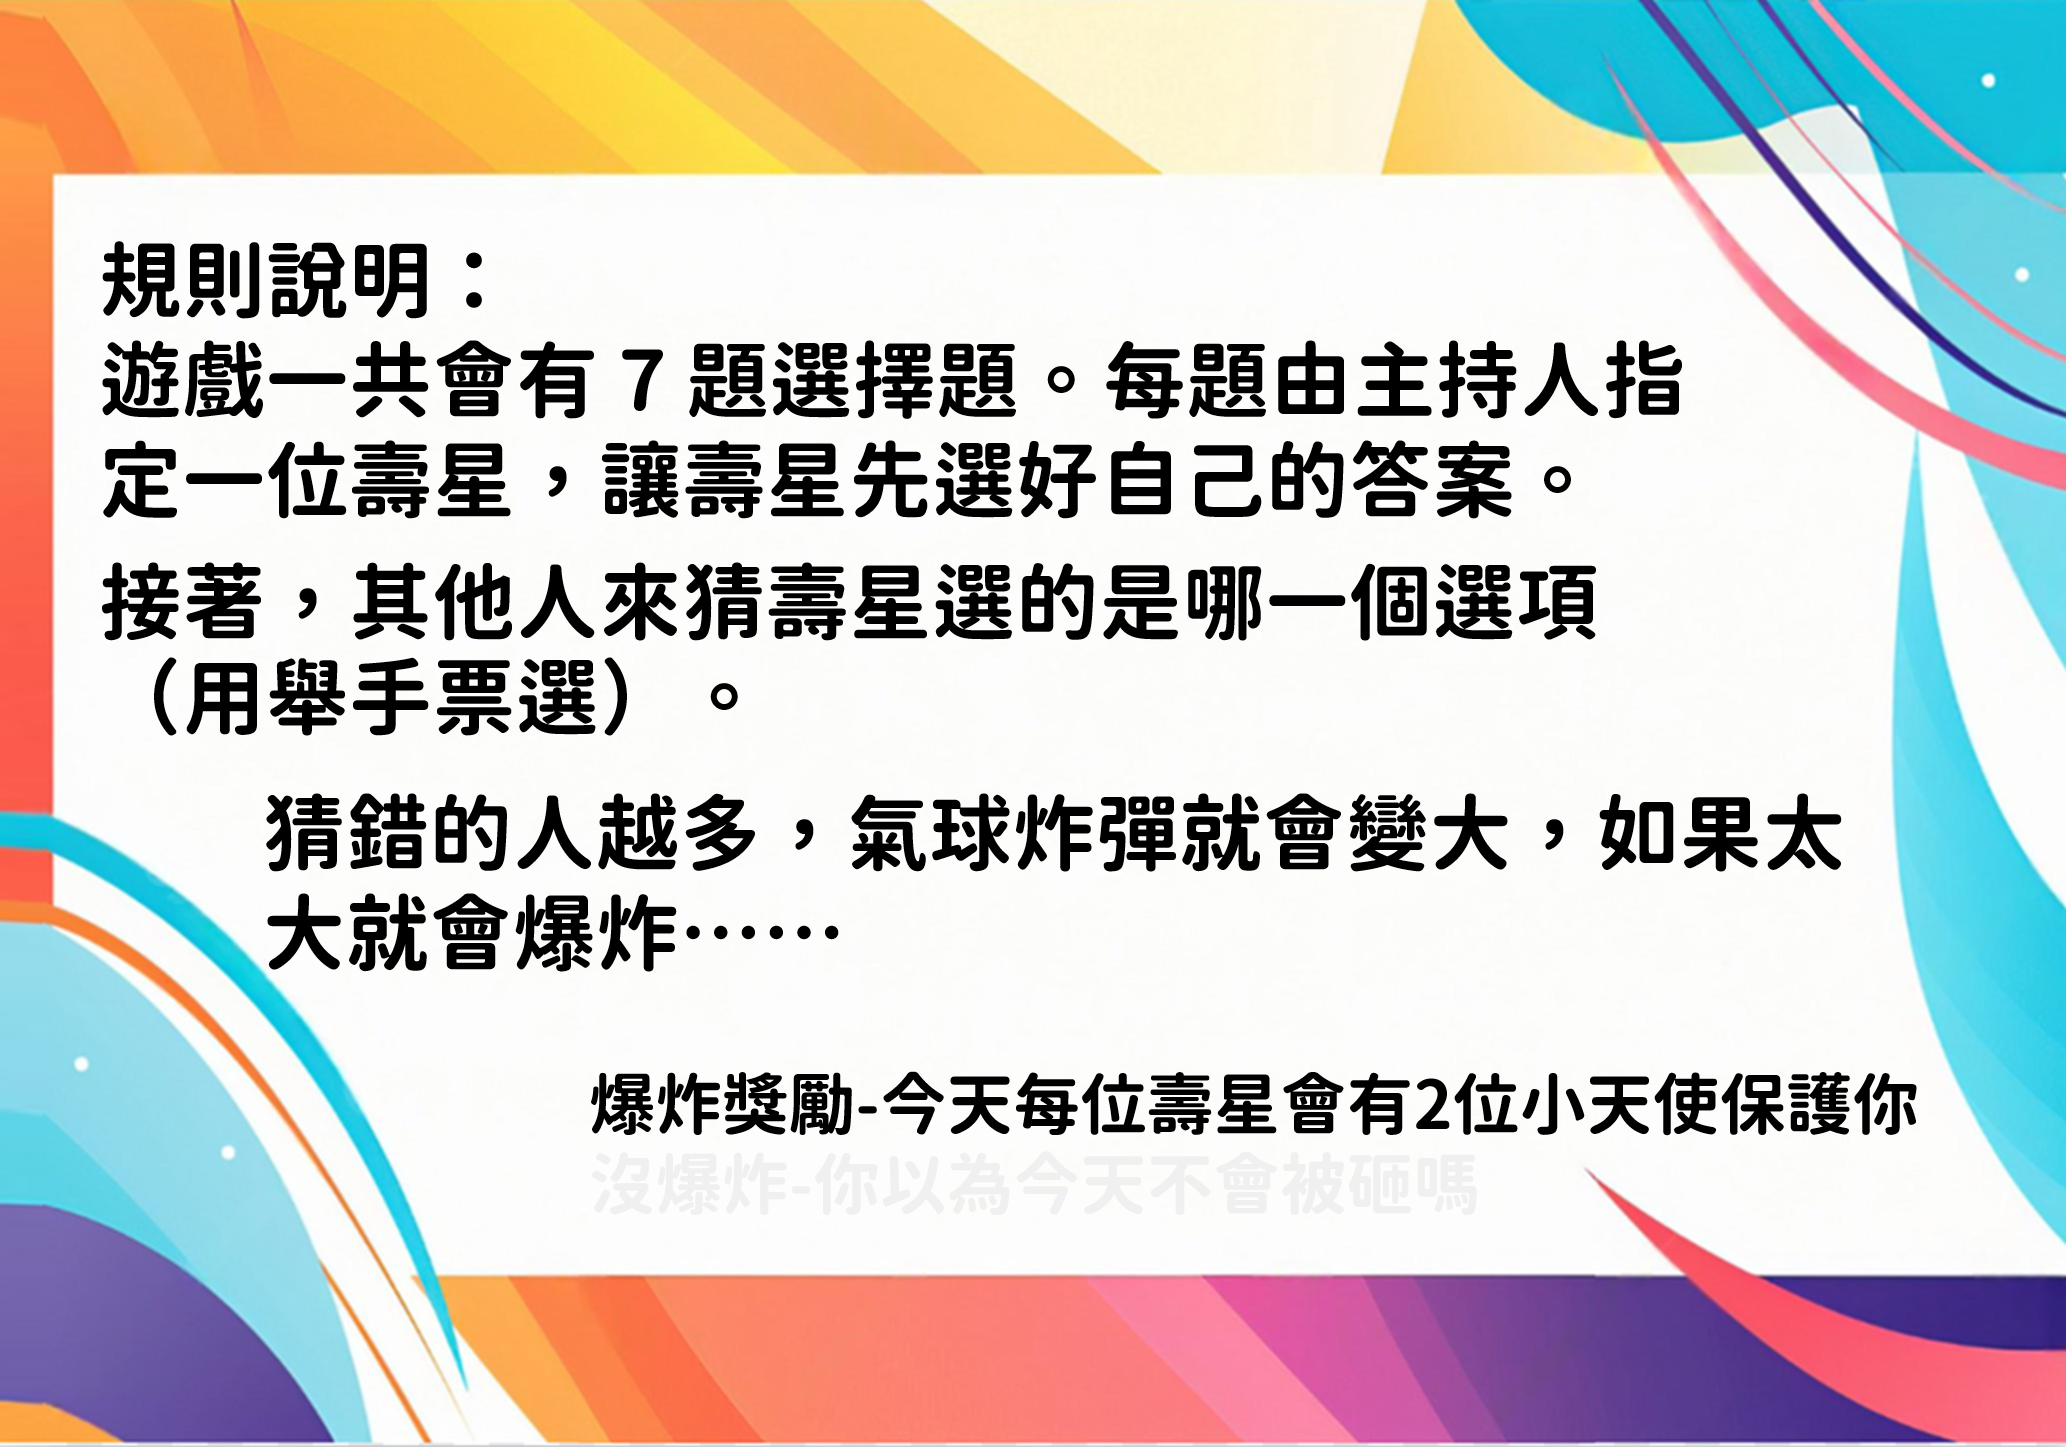 規則說明：
遊戲一共會有 7 題選擇題。每題由主持人指
定一位壽星，讓壽星先選好自己的答案。
接著，其他人來猜壽星選的是哪一個選項
（用舉手票選）。
猜錯的人越多，氣球炸彈就會變大，如果太
大就會爆炸……
爆炸獎勵-今天每位壽星會有2位小天使保護你
沒爆炸-你以為今天不會被砸嗎